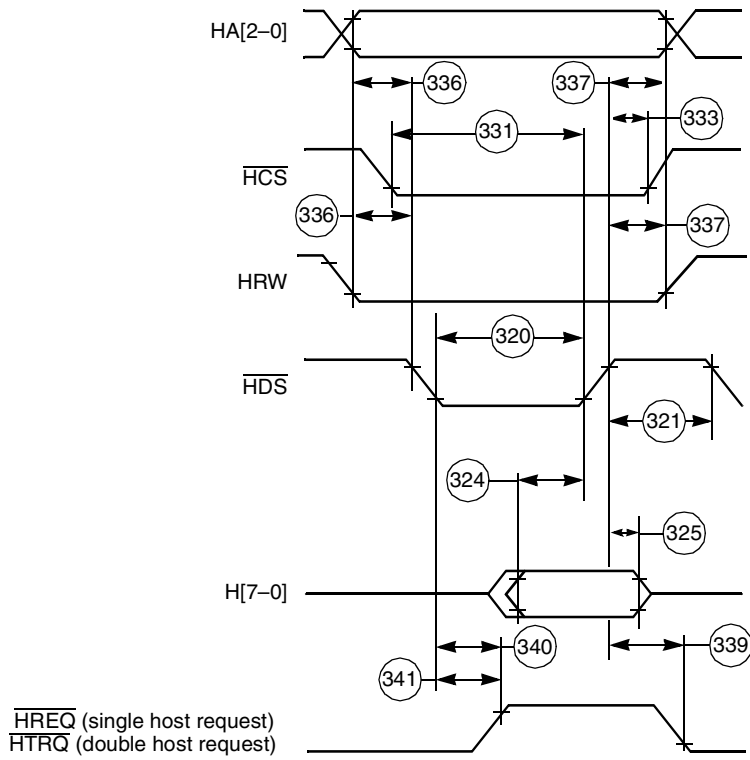 HA[2–0]
336
337
333
331
HCS
336
337
HRW
320
HDS
321
324
325
H[7–0]
340
339
341
HREQ (single host request)
HTRQ (double host request)